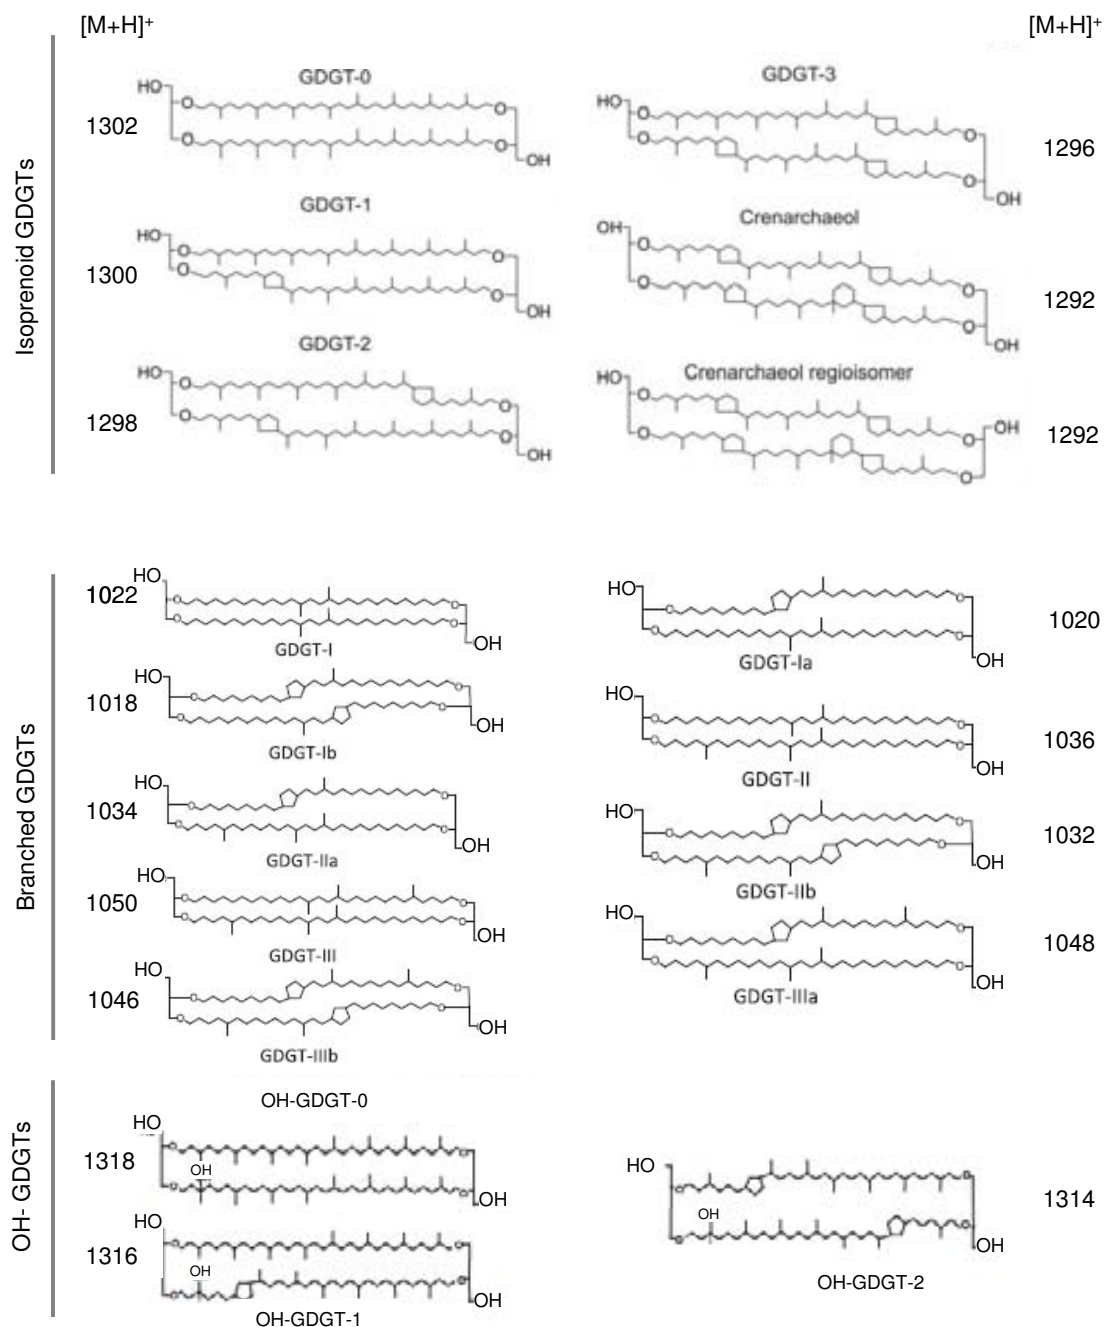 [M+H]+
[M+H]+
Isoprenoid GDGTs
GDGT-0
HO
O
O
OH
1302
GDGT-1
HO
O
O
O
O
OH
1300
GDGT-2
HO
O
O
O
O
OH
1298
GDGT-3
HO
O
O
O
O
OH
1296
Crenarchaeol
OH
O
O
O
O
OH
1292
Crenarchaeol regioisomer
HO
O
O
O
O
OH
1292
Branched GDGTs
HO
1022
O
O
O
O
OH
GDGT-I
HO
O
O
OH
1020
GDGT-Ia
HO
1018
O
O
O
O
OH
GDGT-Ib
HO
O
O
O
O
1036
OH
GDGT-II
HO
1034
O
O
O
O
OH
GDGT-IIa
HO
O
O
O
O
1032
OH
GDGT-IIb
HO
1050
O
O
O
O
OH
GDGT-III
HO
O
O
O
O
1048
OH
GDGT-IIIa
HO
1046
O
O
O
O
OH
GDGT-IIIb
OH- GDGTs
OH-GDGT-0
HO
1318
OH
OH
HO
1316
OH
OH
OH-GDGT-1
HO
OH
1314
OH
OH-GDGT-2